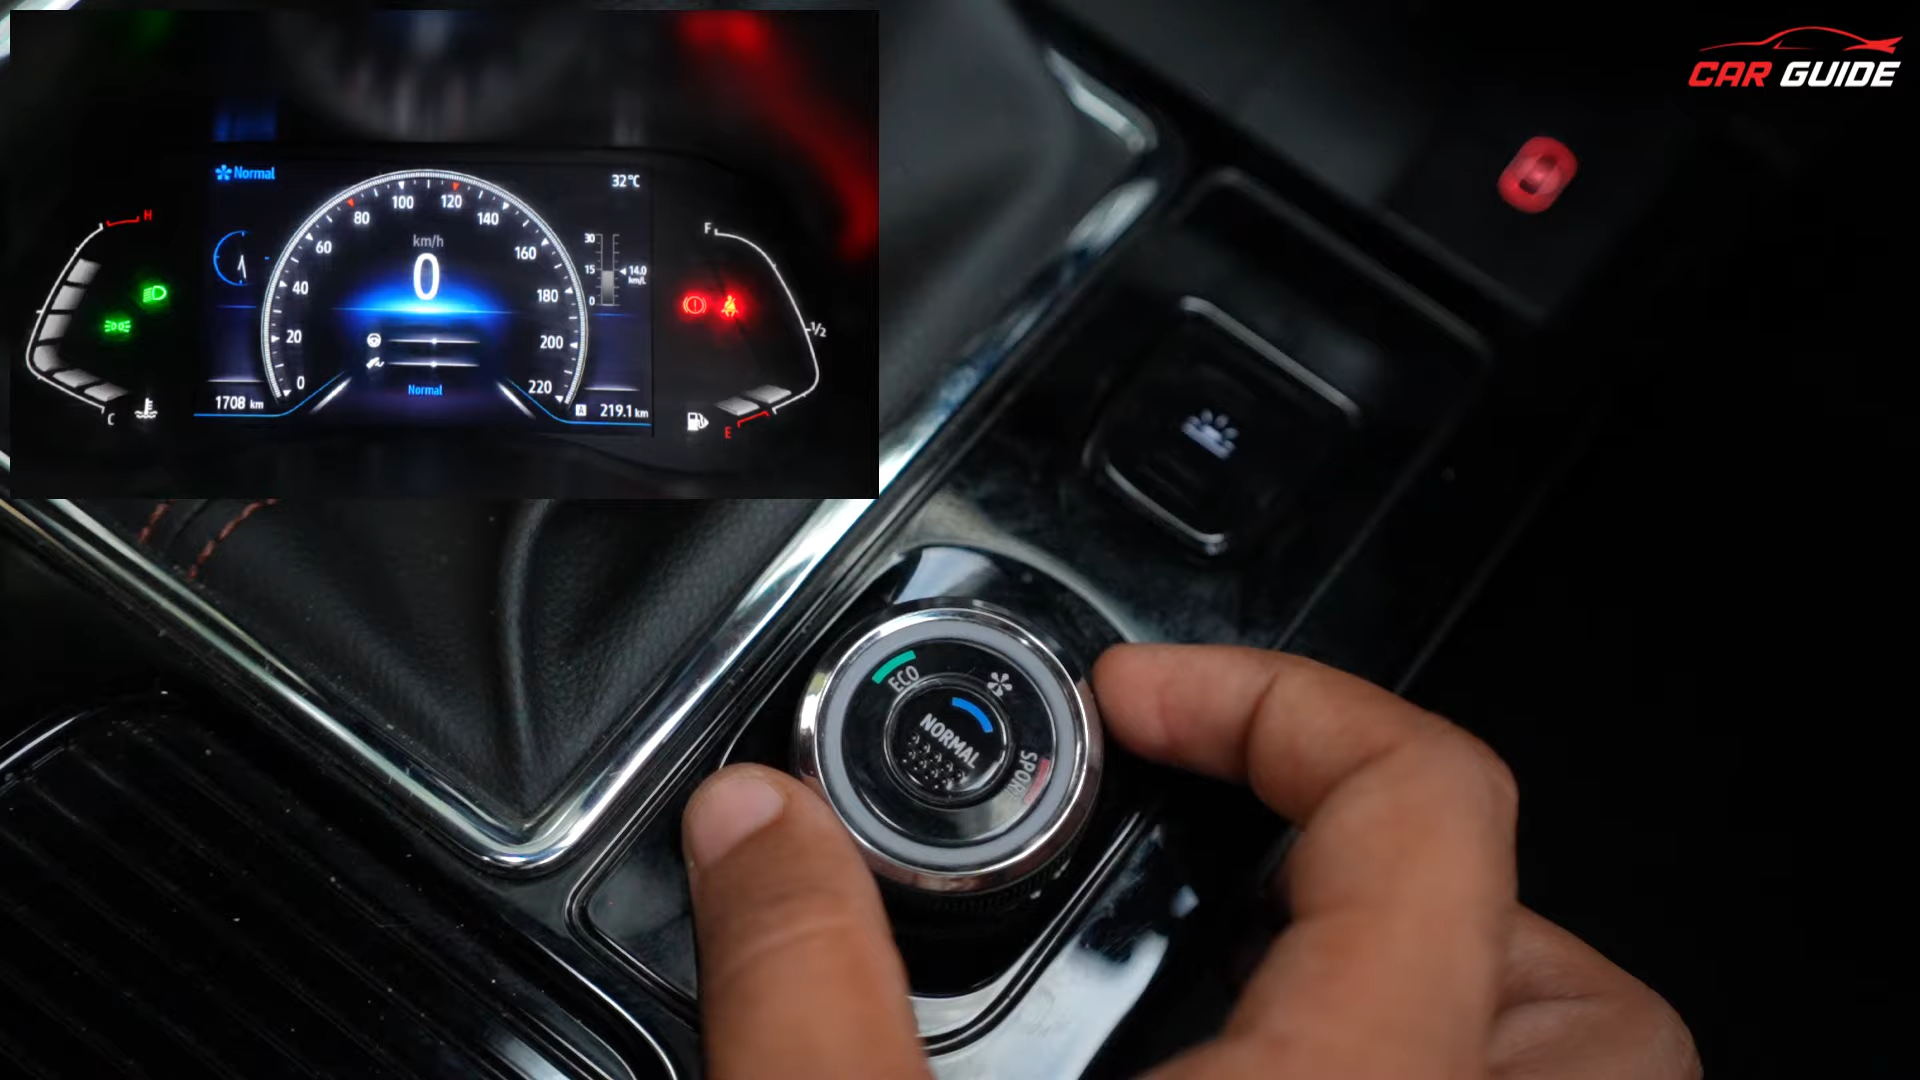 CAR GUIDE
Normal
32°C
80
100
120
140
60
160
40
180
20
200
0
220
km/h
0
30
15
0
14.0
km/L
Normal
1708 km
A
219.1 km
H
C
F
1/2
E
ECO
NORMAL
SPORT